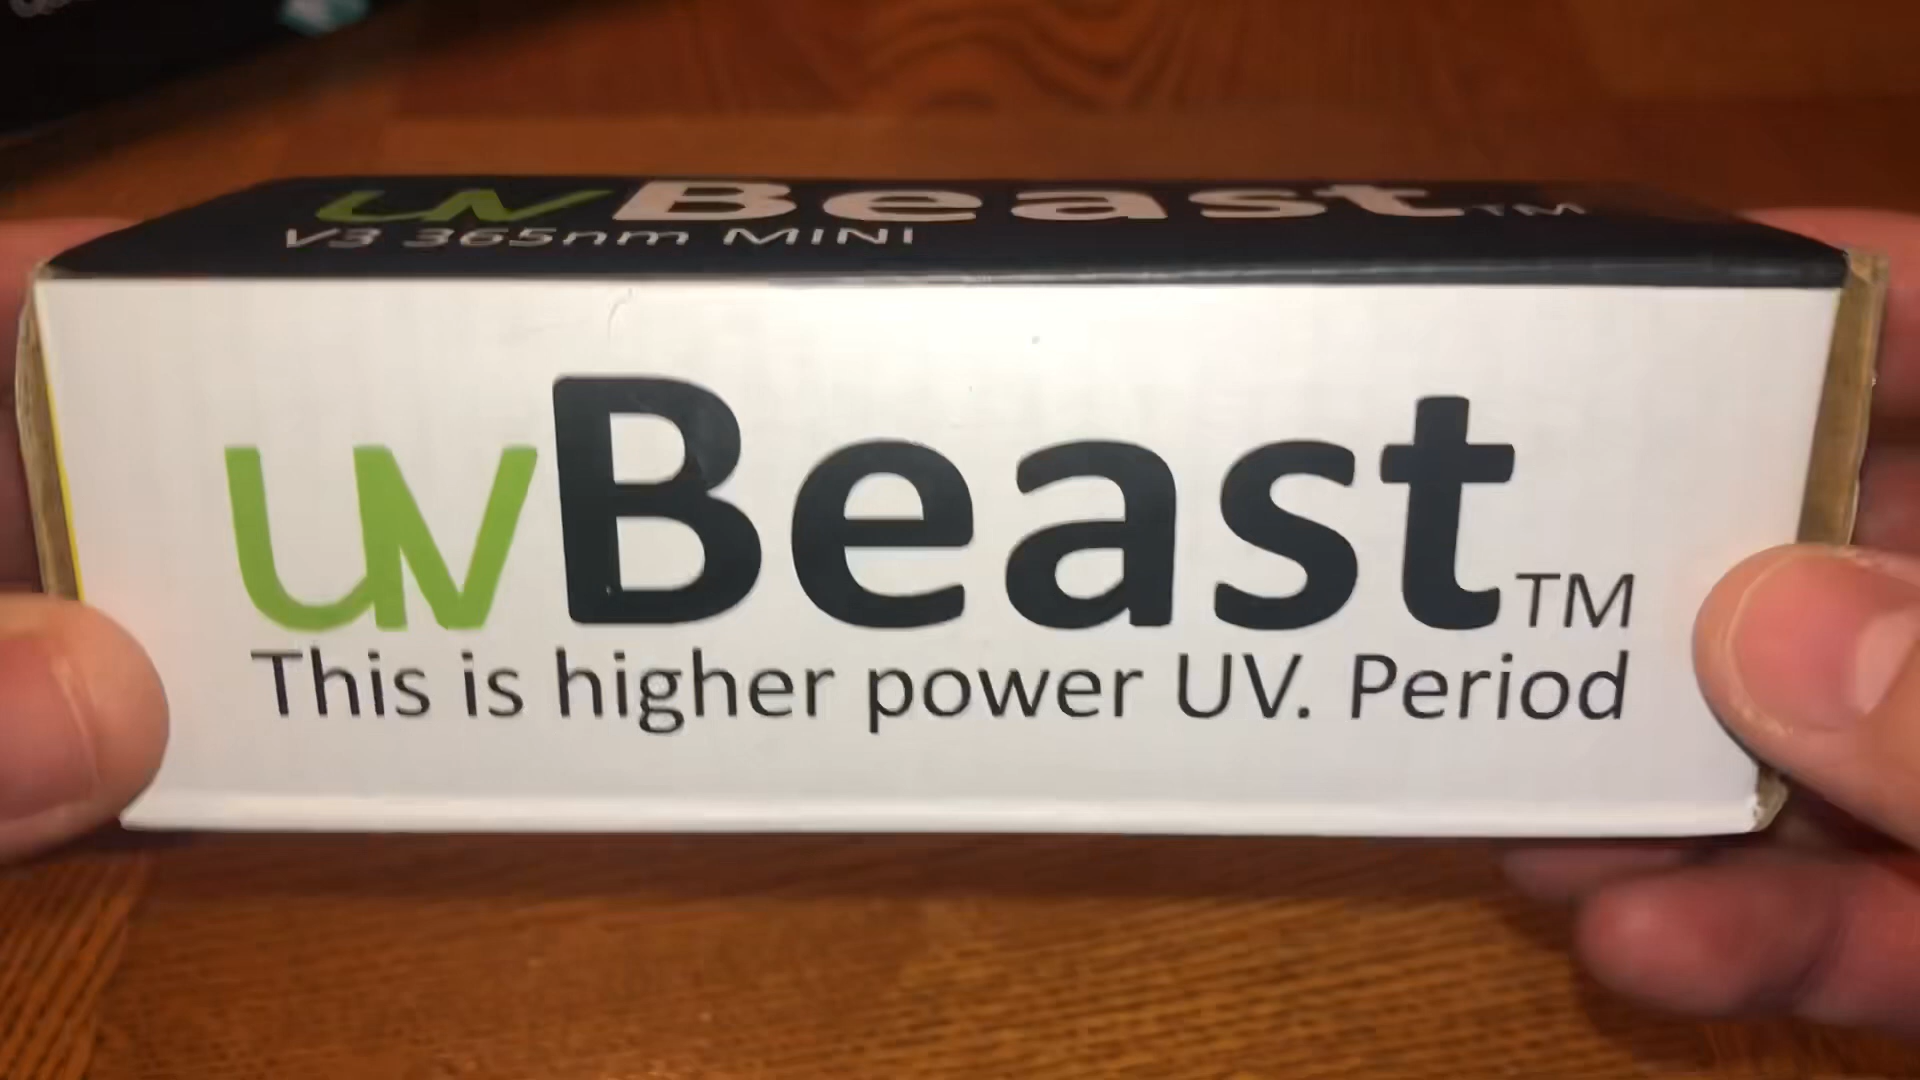 uvBeast™
V3 365nm MINI
uvBeast™
This is higher power UV. Period